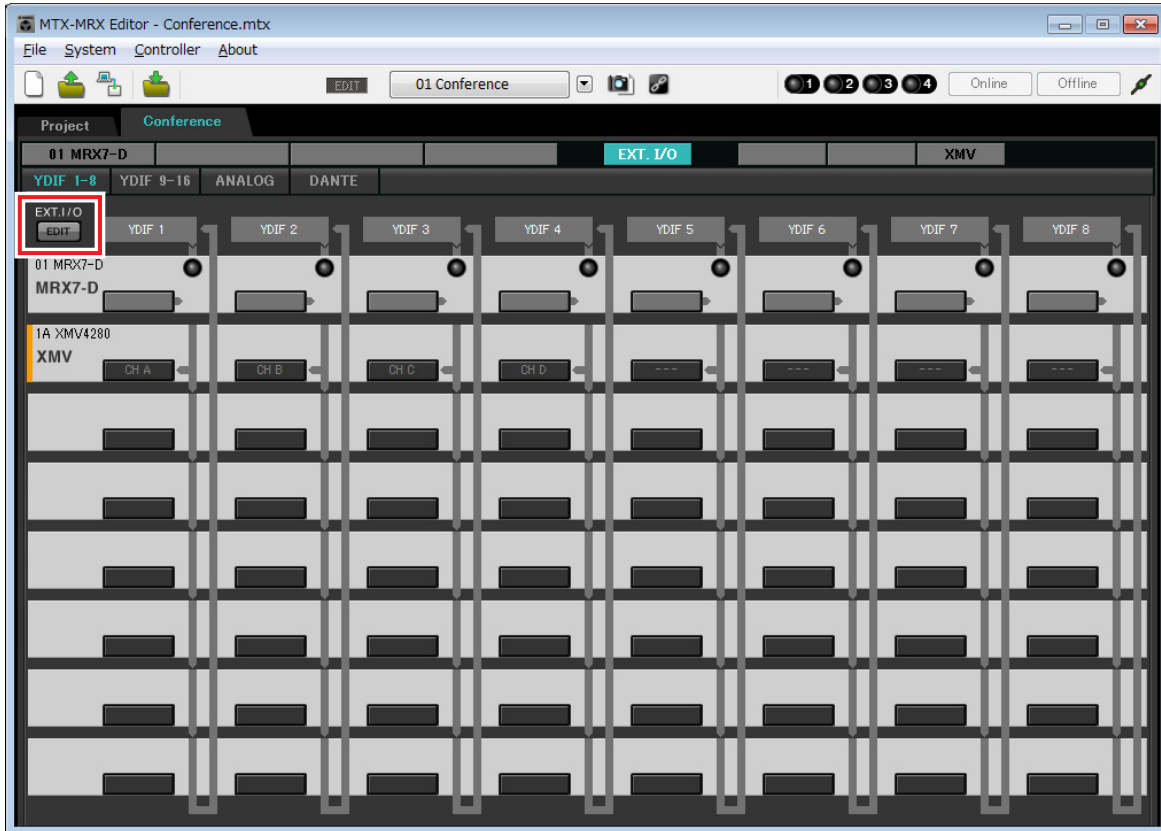 MTX-MRX Editor - Conference.mtx
File System Controller About
EDIT 01 Conference 1 2 3 4 Online Offline
Project Conference
01 MRX7-D EXT. I/O XMV
YDIF 1-8 YDIF 9-16 ANALOG DANTE
EXT.I/O
EDIT YDIF 1 YDIF 2 YDIF 3 YDIF 4 YDIF 5 YDIF 6 YDIF 7 YDIF 8
01 MRX7-D
MRX7-D
1A XMV4280
XMV
CH A CH B CH C CH D --- --- --- ---